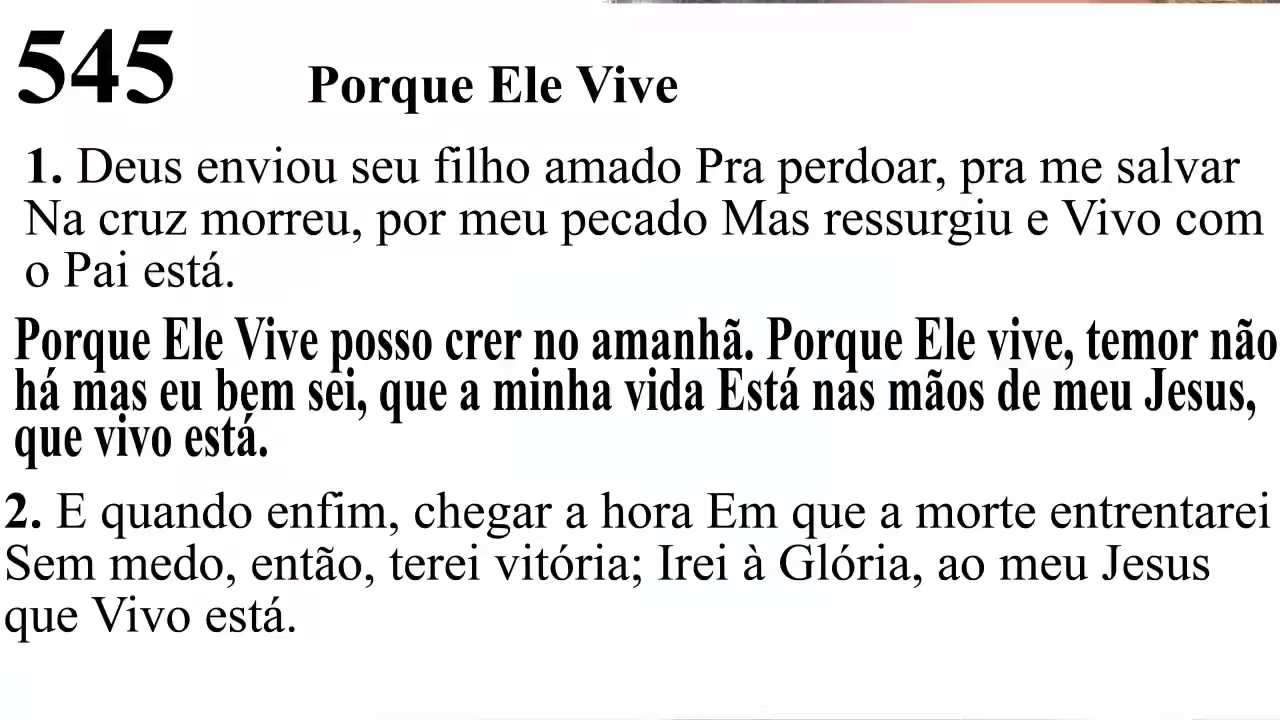 545 Porque Ele Vive
1. Deus enviou seu filho amado Pra perdoar, pra me salvar
Na cruz morreu, por meu pecado Mas ressurgiu e Vivo com
o Pai está.
Porque Ele Vive posso crer no amanhã. Porque Ele vive, temor não
há mas eu bem sei, que a minha vida Está nas mãos de meu Jesus,
que vivo está.
2. E quando enfim, chegar a hora Em que a morte entrentarei
Sem medo, então, terei vitória; Irei à Glória, ao meu Jesus
que Vivo está.